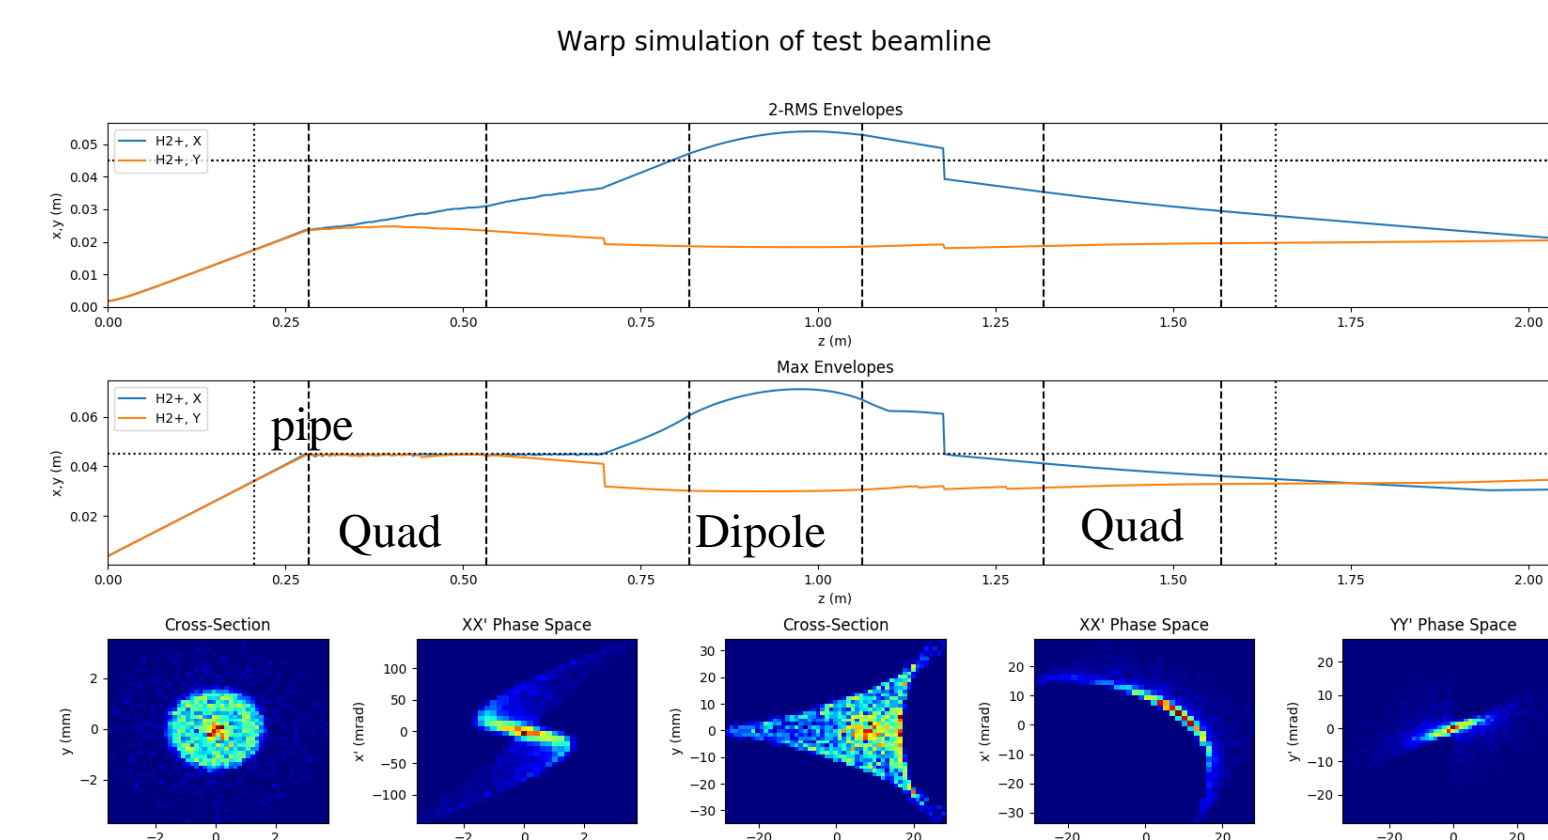 Warp simulation of test beamline
2-RMS Envelopes
H2+, X
H2+, Y
x,y (m)
0.05
0.04
0.03
0.02
0.01
0.00
0.00 0.25 0.50 0.75 1.00 1.25 1.50 1.75 2.00
z (m)
Max Envelopes
H2+, X
H2+, Y
pipe
x,y (m)
0.06
0.04
0.02
Quad Dipole Quad
0.00 0.25 0.50 0.75 1.00 1.25 1.50 1.75 2.00
z (m)
Cross-Section
y (mm)
2
0
−2
−2 0 2
XX' Phase Space
x' (mrad)
100
50
0
−50
−100
−2 0 2
Cross-Section
y (mm)
30
20
10
0
−10
−20
−30
−20 0 20
XX' Phase Space
x' (mrad)
20
10
0
−10
−20
−30
−20 0 20
YY' Phase Space
y' (mrad)
20
10
0
−10
−20
−20 0 20